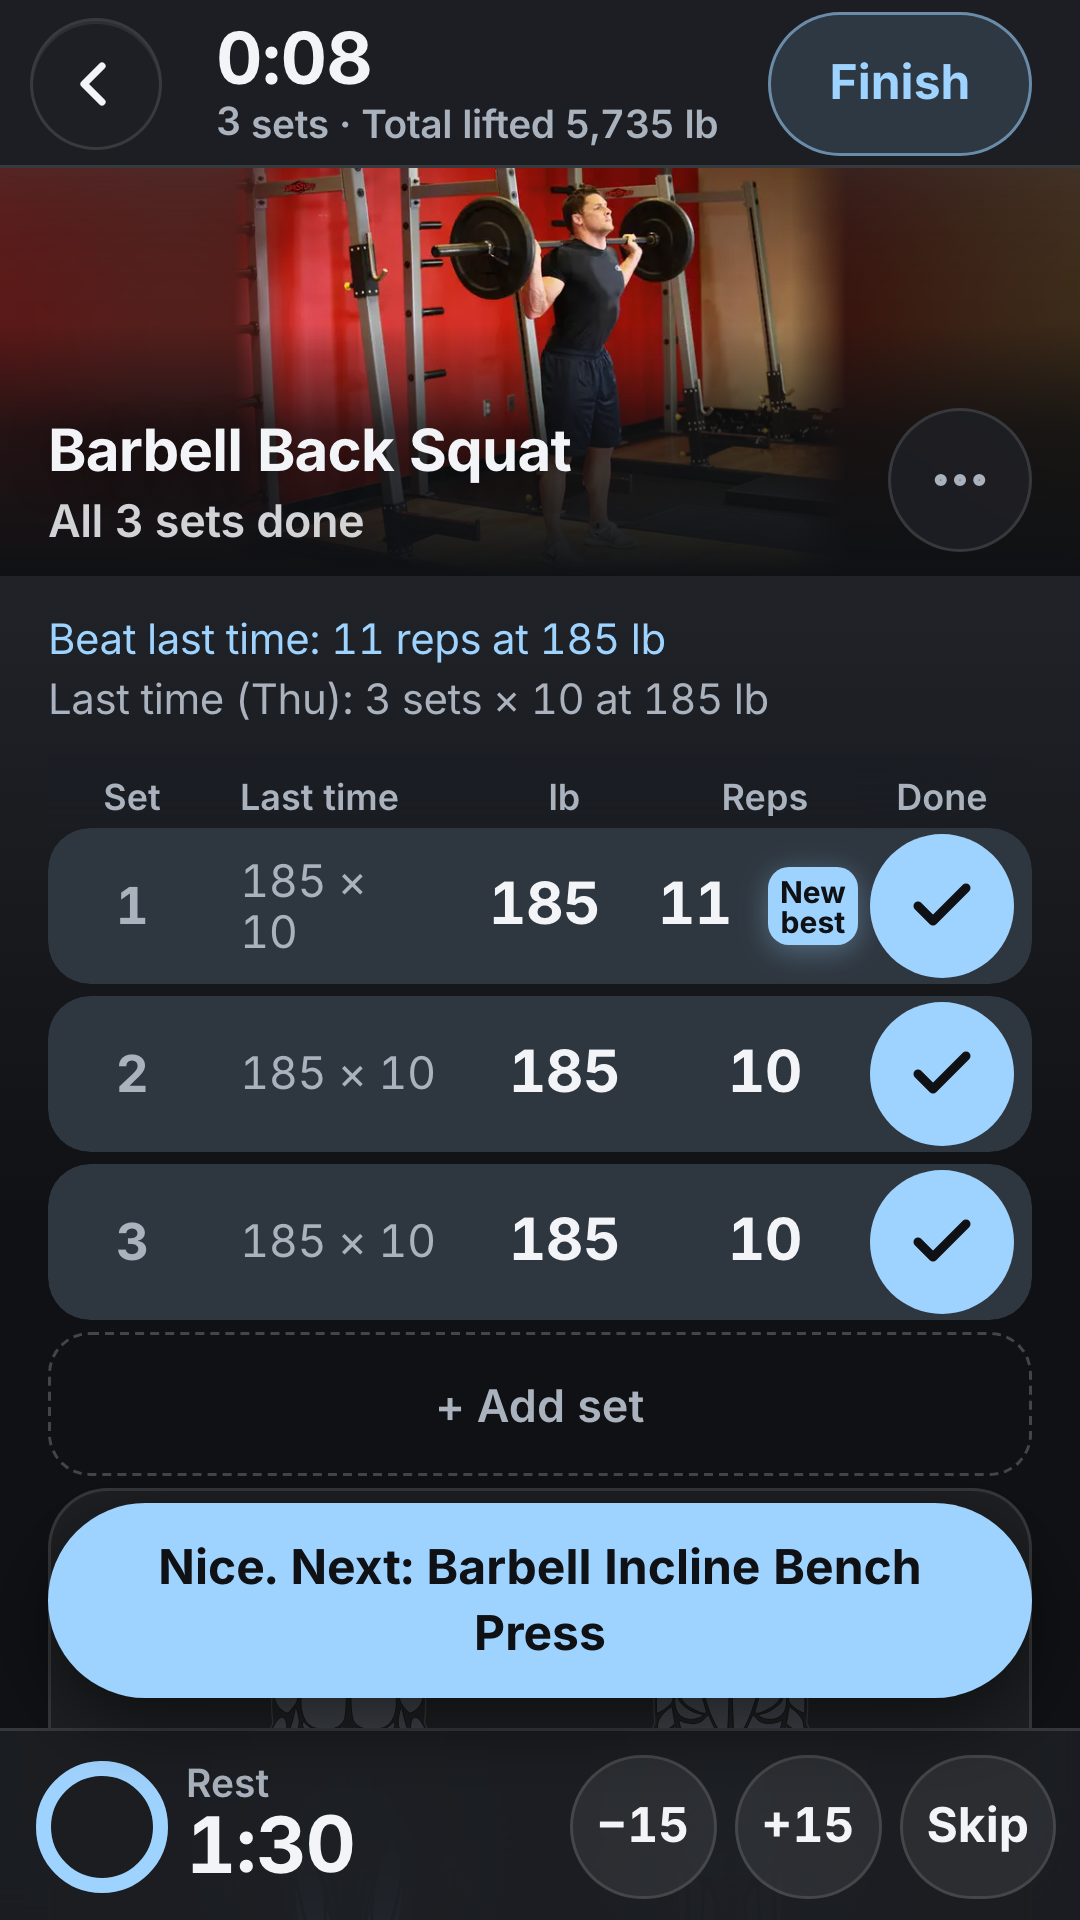 0:08
3 sets · Total lifted 5,735 lb
Finish
Barbell Back Squat
All 3 sets done
Beat last time: 11 reps at 185 lb
Last time (Thu): 3 sets × 10 at 185 lb
Set Last time lb Reps Done
1 185 × 10 185 11 New best
2 185 × 10 185 10
3 185 × 10 185 10
+ Add set
Nice. Next: Barbell Incline Bench
Press
Rest
1:30
−15 +15 Skip